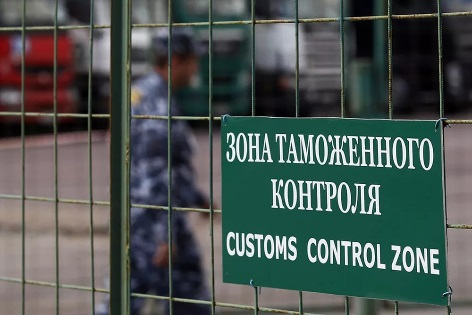 ЗОНА ТАМОЖЕННОГО
КОНТРОЛЯ
CUSTOMS CONTROL ZONE